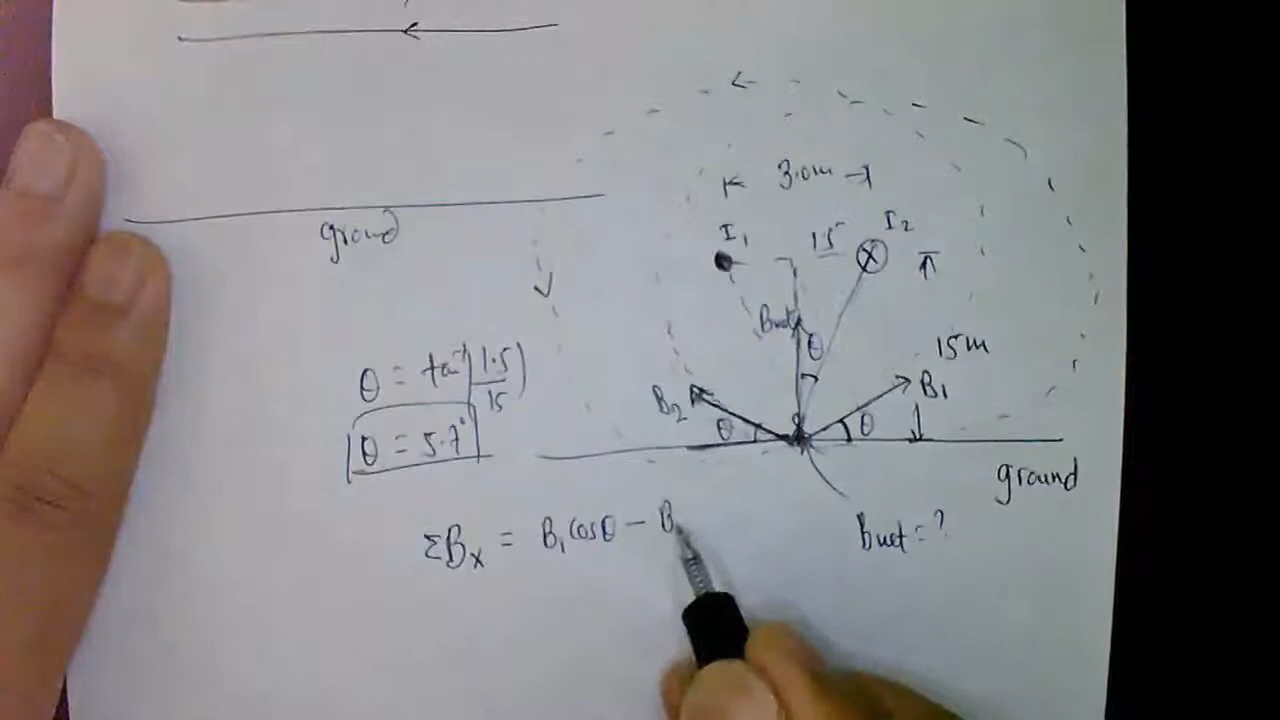 ground
3.0m
I1
1.5
I2
Bnet
θ
15m
B2
θ
B1
θ
ground
θ = tan⁻¹(1.5/15)
θ = 5.7°
Bnet = ?
ΣBx = B1 cosθ − B